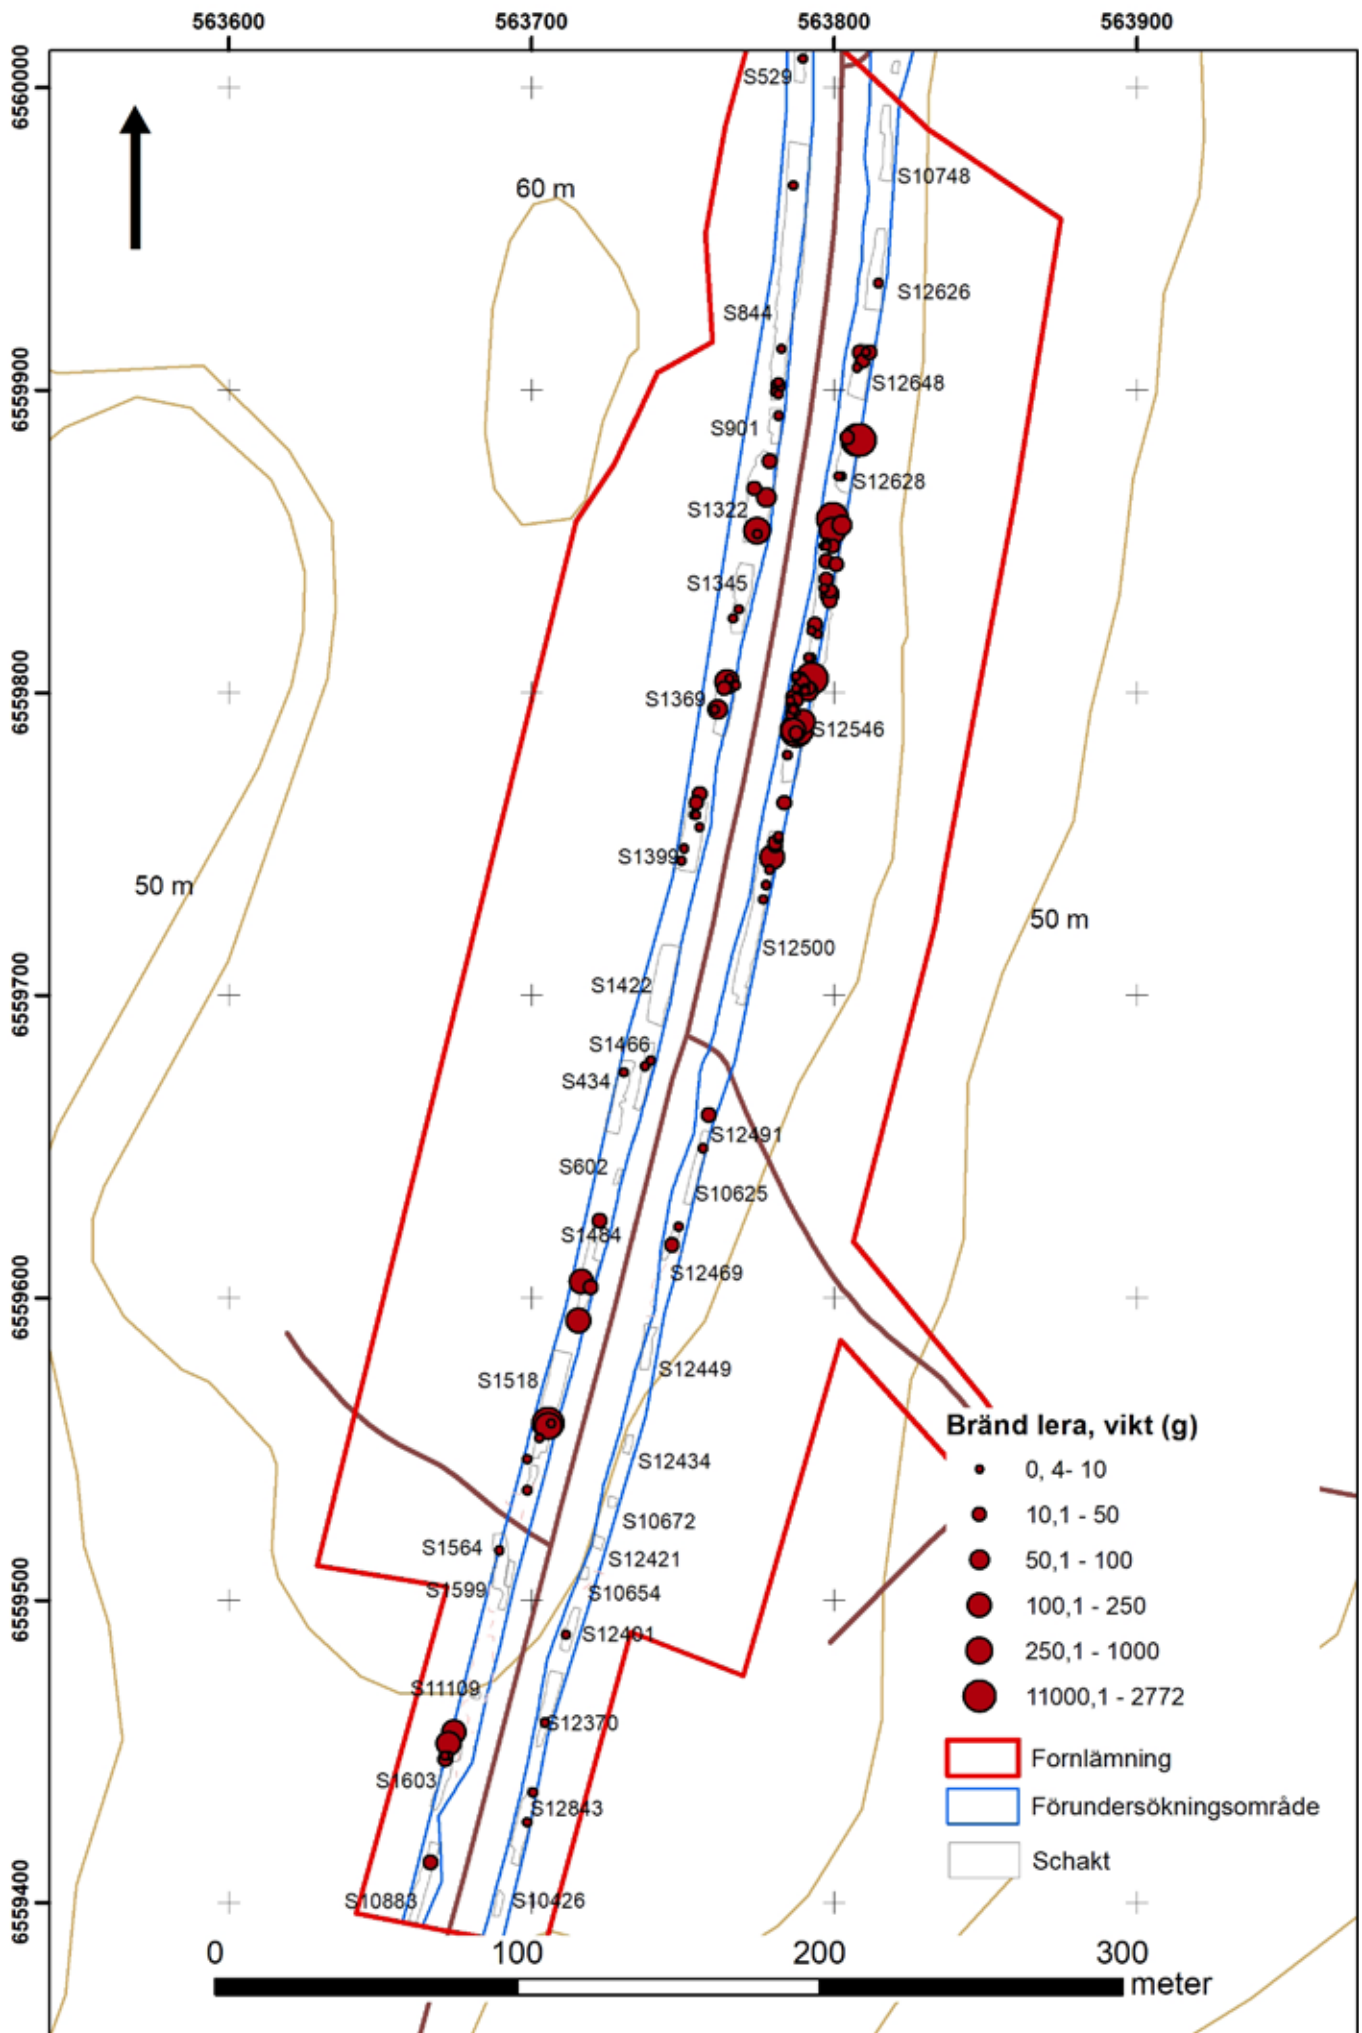 563600
563700
563800
563900
6560000
S529
S10748
60 m
S12626
S844
6559900
S12648
S901
S12628
S1322
S1345
6559800
S1369
S12546
S1399
50 m
50 m
S12500
6559700
S1422
S1466
S434
S12491
S602
S10625
S1484
S12469
6559600
S12449
S1518
Bränd lera, vikt (g)
S12434
0, 4- 10
10,1 - 50
S10672
S1564
S12421
50,1 - 100
6559500
S1599
S10654
100,1 - 250
S12401
250,1 - 1000
S11109
11000,1 - 2772
S12370
Fornlämning
S1603
S12843
Förundersökningsområde
Schakt
6559400
S10883
S10426
0
100
200
300
meter